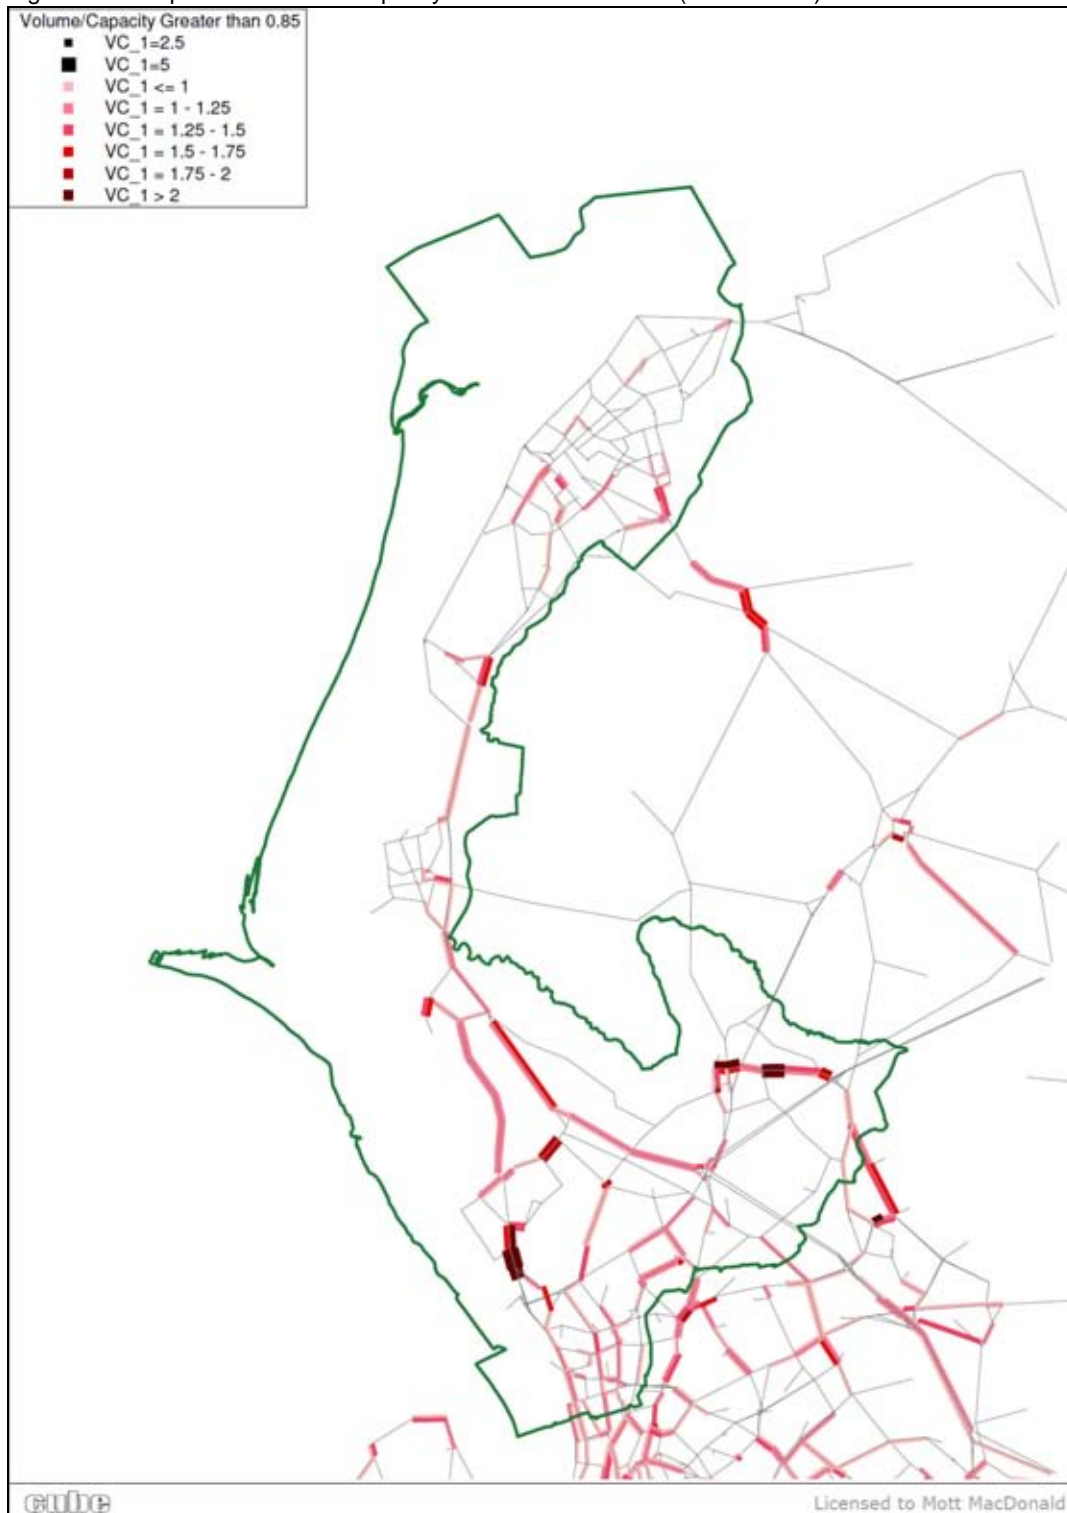 Volume/Capacity Greater than 0.85
VC_1=2.5
VC_1=5
VC_1 <= 1
VC_1 = 1 - 1.25
VC_1 = 1.25 - 1.5
VC_1 = 1.5 - 1.75
VC_1 = 1.75 - 2
VC_1 > 2
cube
Licensed to Mott MacDonald